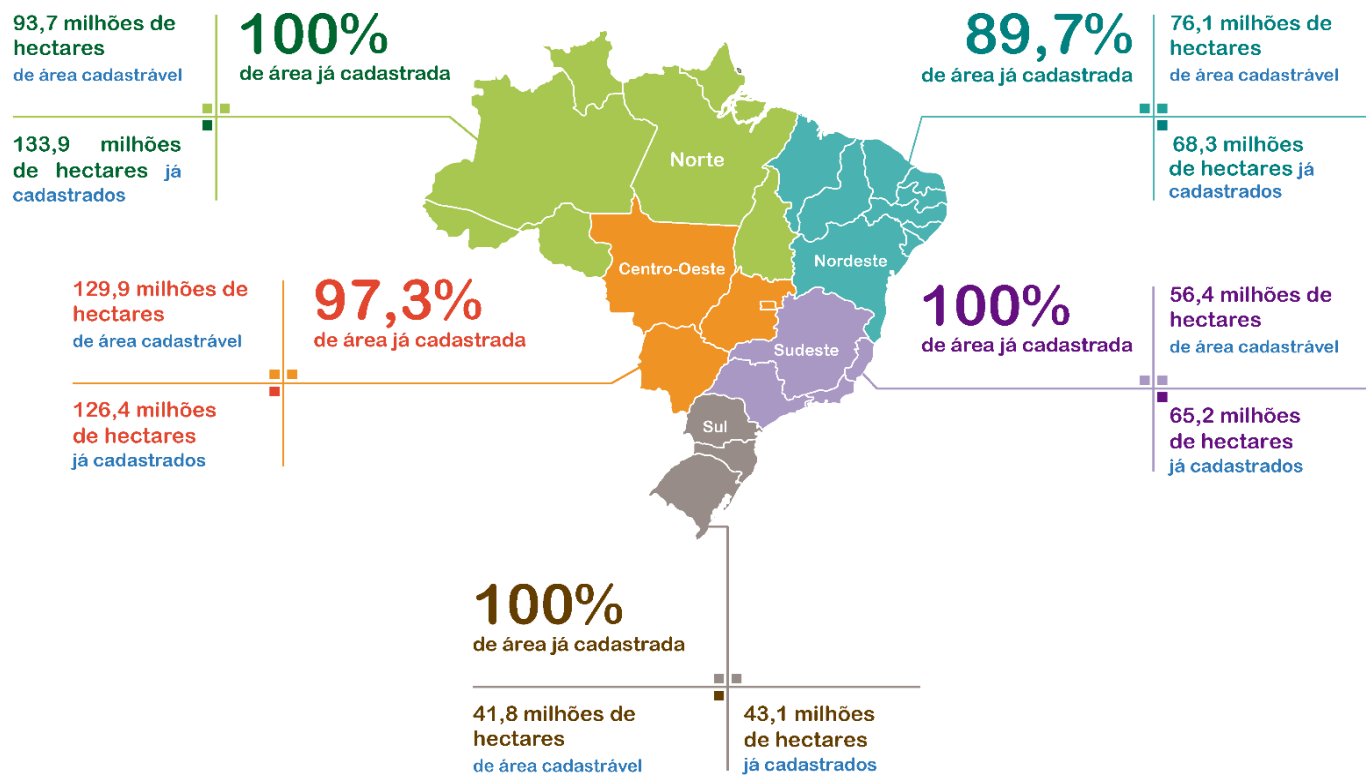 93,7 milhões de
hectares
de área cadastrável
100%
de área já cadastrada
133,9 milhões
de hectares já
cadastrados
89,7%
de área já cadastrada
76,1 milhões de
hectares
de área cadastrável
68,3 milhões
de hectares já
cadastrados
Norte
Centro-Oeste
Nordeste
Sudeste
Sul
129,9 milhões de
hectares
de área cadastrável
97,3%
de área já cadastrada
126,4 milhões
de hectares
já cadastrados
100%
de área já cadastrada
56,4 milhões de
hectares
de área cadastrável
65,2 milhões
de hectares
já cadastrados
100%
de área já cadastrada
41,8 milhões de
hectares
de área cadastrável
43,1 milhões
de hectares
já cadastrados